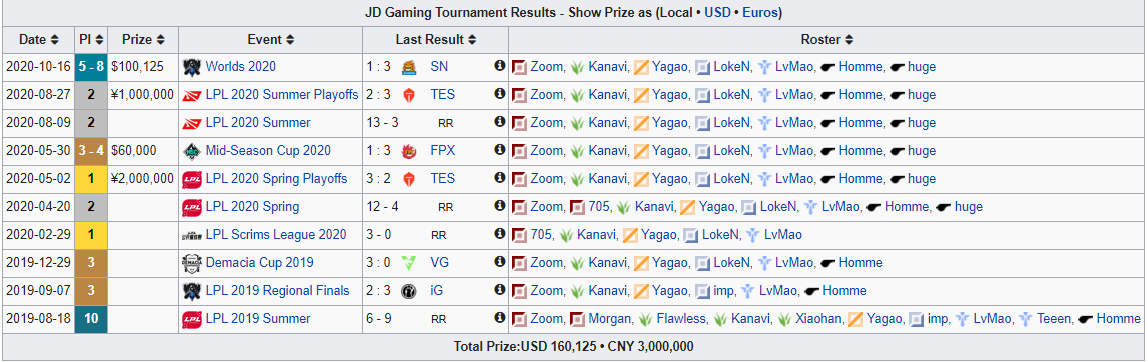 JD Gaming Tournament Results - Show Prize as (Local • USD • Euros)
Date Pl Prize Event Last Result Roster
2020-10-16 5 - 8 $100,125 Worlds 2020 1 : 3 SN Zoom, Kanavi, Yagao, LokeN, LvMao, Homme, huge
2020-08-27 2 ¥1,000,000 LPL 2020 Summer Playoffs 2 : 3 TES Zoom, Kanavi, Yagao, LokeN, LvMao, Homme, huge
2020-08-09 2 LPL 2020 Summer 13 - 3 RR Zoom, Kanavi, Yagao, LokeN, LvMao, Homme, huge
2020-05-30 3 - 4 $60,000 Mid-Season Cup 2020 1 : 3 FPX Zoom, Kanavi, Yagao, LokeN, LvMao, Homme, huge
2020-05-02 1 ¥2,000,000 LPL 2020 Spring Playoffs 3 : 2 TES Zoom, Kanavi, Yagao, LokeN, LvMao, Homme, huge
2020-04-20 2 LPL 2020 Spring 12 - 4 RR Zoom, 705, Kanavi, Yagao, LokeN, LvMao, Homme, huge
2020-02-29 1 LPL Scrims League 2020 3 - 0 RR 705, Kanavi, Yagao, LokeN, LvMao
2019-12-29 3 Demacia Cup 2019 3 : 0 VG Zoom, Kanavi, Yagao, LokeN, LvMao, Homme
2019-09-07 3 LPL 2019 Regional Finals 2 : 3 iG Zoom, Kanavi, Yagao, imp, LvMao, Homme
2019-08-18 10 LPL 2019 Summer 6 - 9 RR Zoom, Morgan, Flawless, Kanavi, Xiaohan, Yagao, imp, LvMao, Teeen, Homme
Total Prize:USD 160,125 • CNY 3,000,000